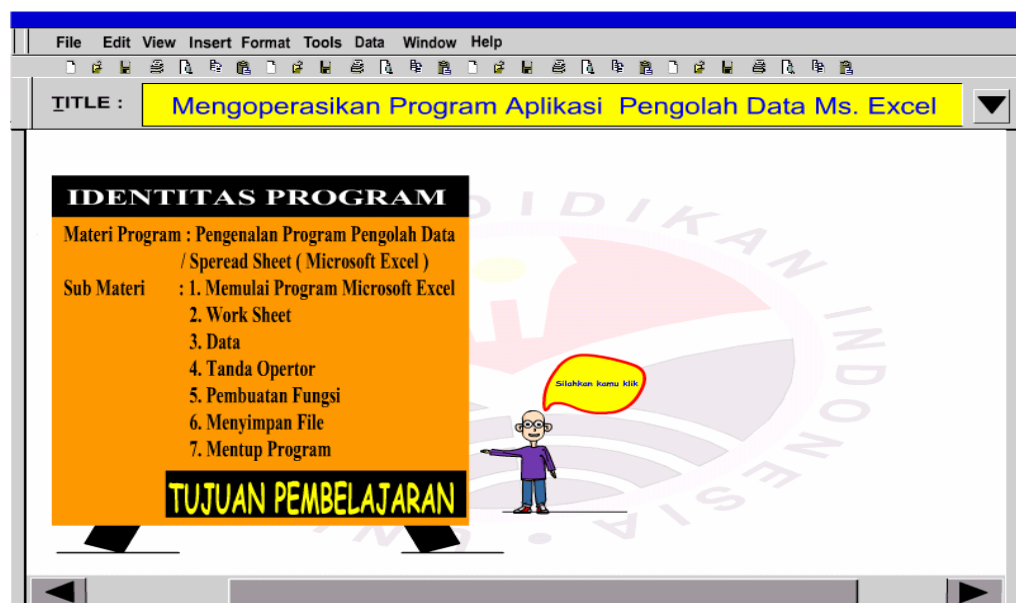 File Edit View Insert Format Tools Data Window Help
TITLE : Mengoperasikan Program Aplikasi Pengolah Data Ms. Excel
IDENTITAS PROGRAM
Materi Program : Pengenalan Program Pengolah Data
/ Speread Sheet ( Microsoft Excel )
Sub Materi : 1. Memulai Program Microsoft Excel
2. Work Sheet
3. Data
4. Tanda Opertor
5. Pembuatan Fungsi
6. Menyimpan File
7. Mentup Program
TUJUAN PEMBELAJARAN
Silahkan kamu klik
DIDIKAN INDONESIA